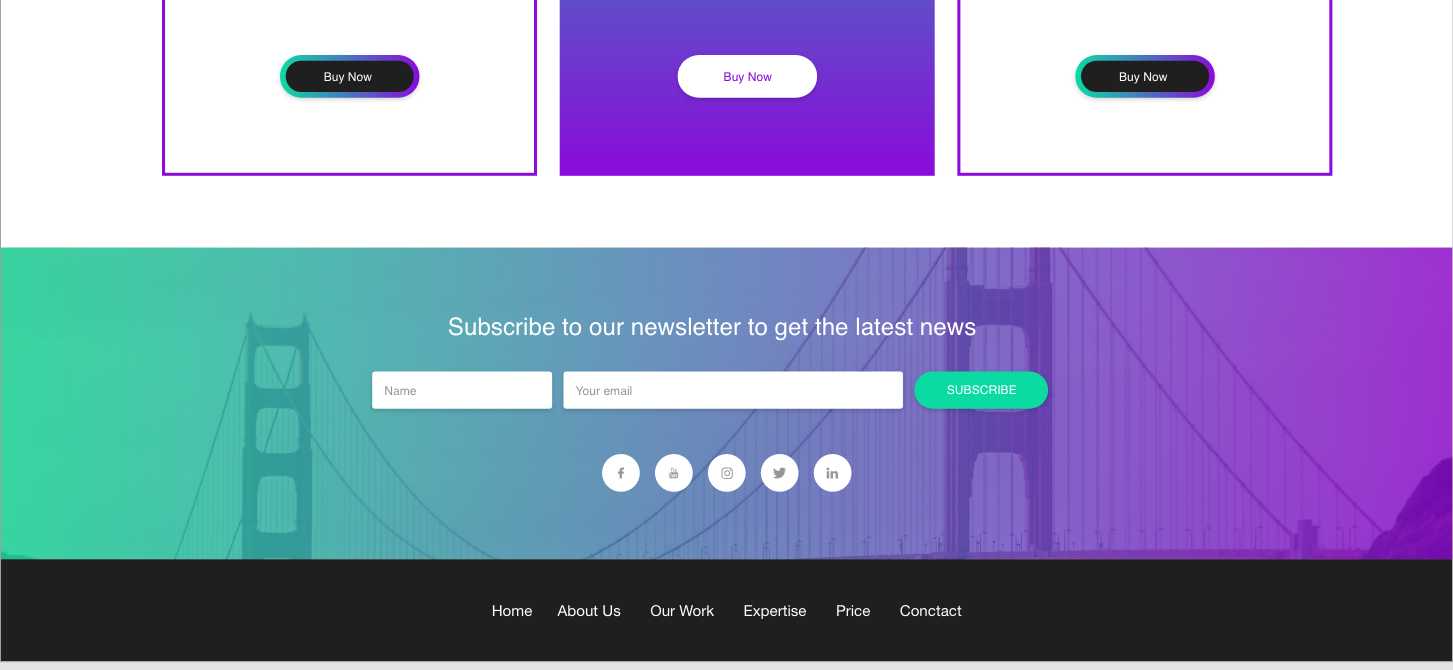 Buy Now
Buy Now
Buy Now
Subscribe to our newsletter to get the latest news
Name
Your email
SUBSCRIBE
Home About Us Our Work Expertise Price Conctact